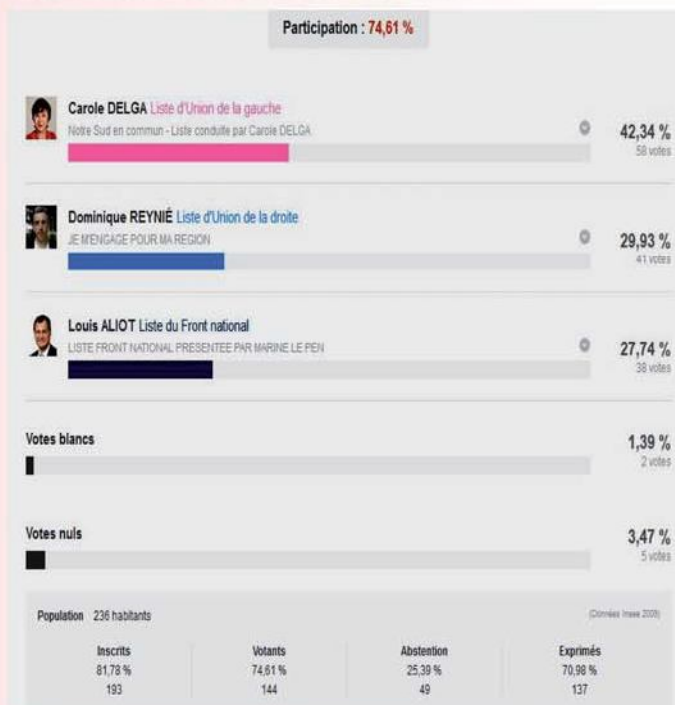 Participation : 74,61 %
Carole DELGA Liste d'Union de la gauche
Notre Sud en commun - Liste conduite par Carole DELGA
42,34 %
58 votes
Dominique REYNIÉ Liste d'Union de la droite
JE M'ENGAGE POUR MA REGION
29,93 %
41 votes
Louis ALIOT Liste du Front national
LISTE FRONT NATIONAL PRESENTEE PAR MARINE LE PEN
27,74 %
38 votes
Votes blancs
1,39 %
2 votes
Votes nuls
3,47 %
5 votes
Population 236 habitants
(Données Insee 2009)
Inscrits Votants Abstention Exprimés
81,78 % 74,61 % 25,39 % 70,98 %
193 144 49 137